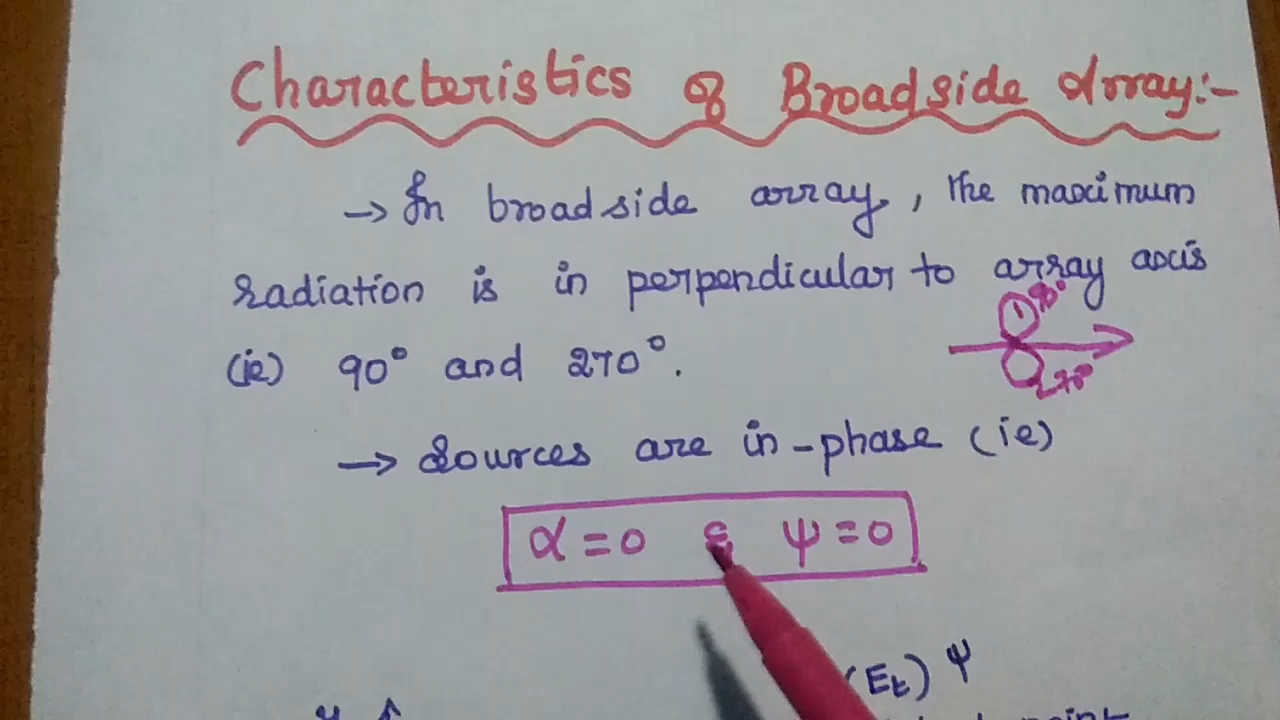 Characteristics of Broadside Array:-
→ In broadside array, the maximum
radiation is in perpendicular to array axis
90°
(ie) 90° and 270°.
270°
→ Sources are in-phase (ie)
α = 0 & ψ = 0
(Et) ψ
point